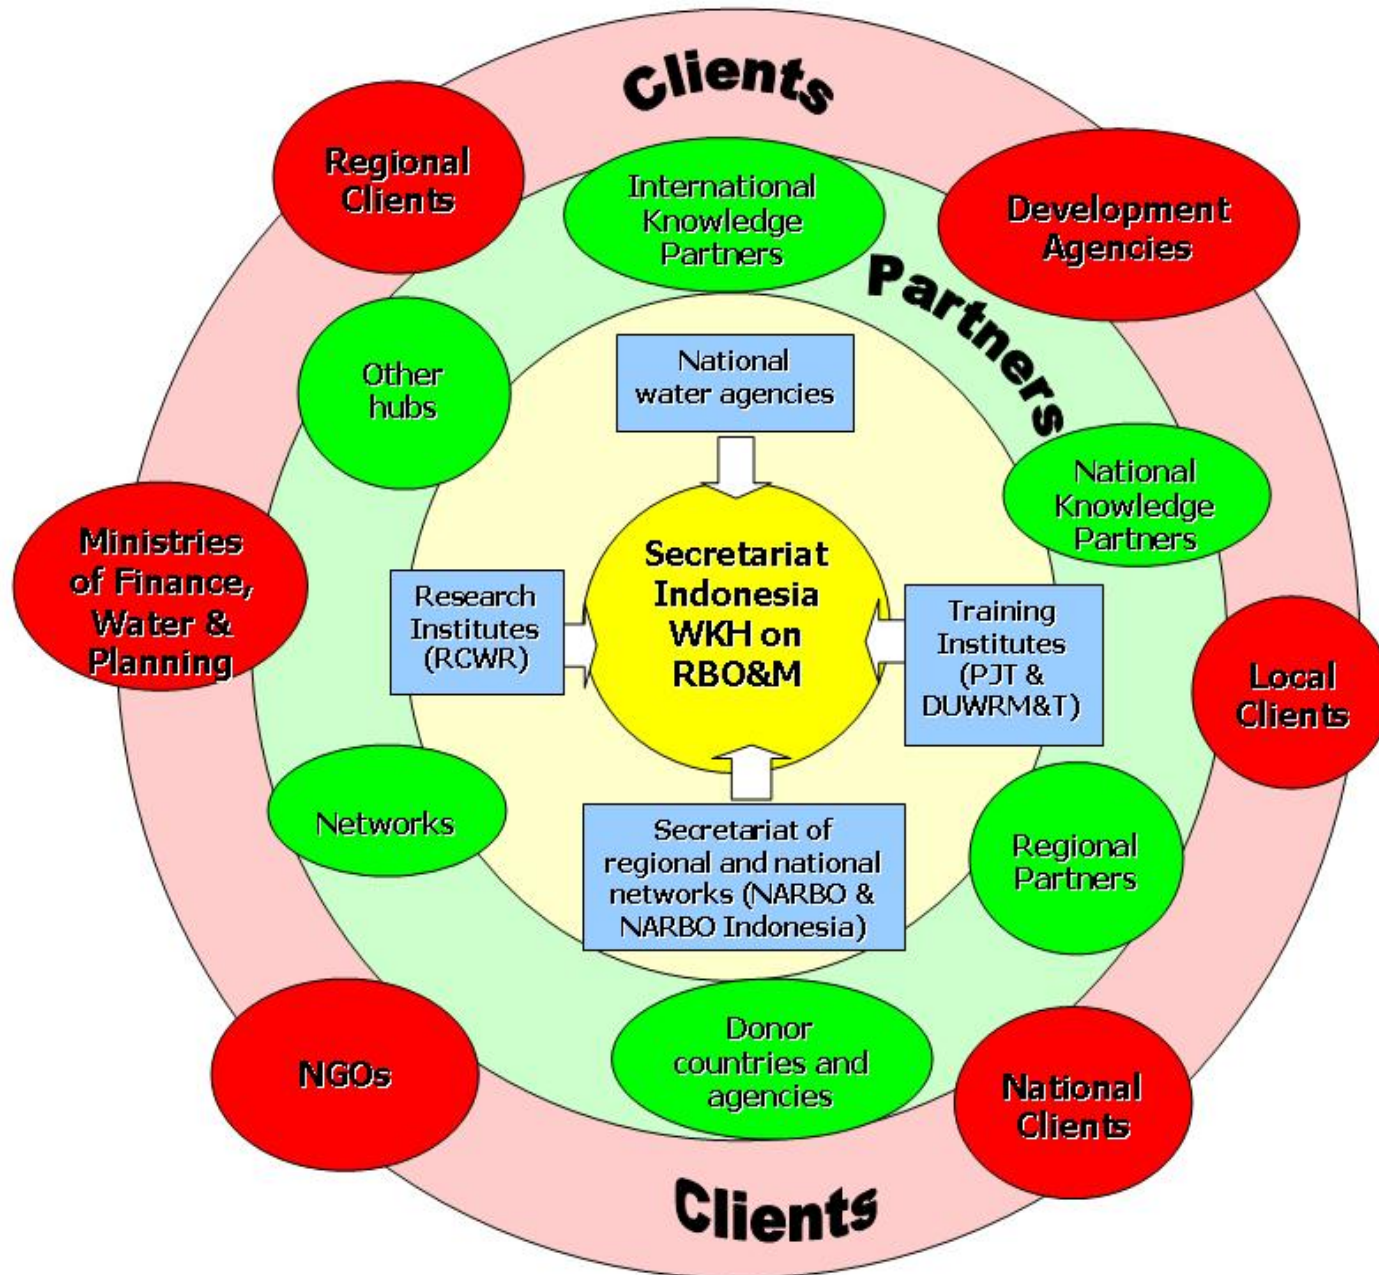 Clients
Regional
Clients
International
Knowledge
Partners
Development
Agencies
Partners
Other
hubs
National
water agencies
National
Knowledge
Partners
Ministries
of Finance,
Water &
Planning
Research
Institutes
(RCWR)
Secretariat
Indonesia
WKH on
RBO&M
Training
Institutes
(PJT &
DUWRM&T)
Local
Clients
Networks
Secretariat of
regional and national
networks (NARBO &
NARBO Indonesia)
Regional
Partners
NGOs
Donor
countries and
agencies
National
Clients
Clients